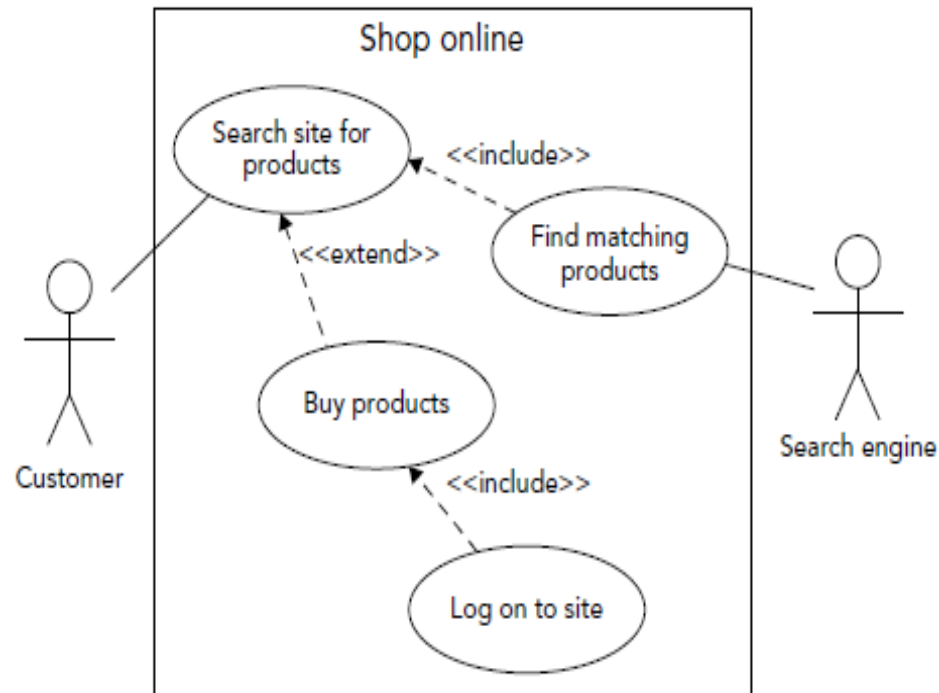 Shop online
Search site for
products
<<include>>
Find matching
products
<<extend>>
Buy products
Customer
Search engine
<<include>>
Log on to site